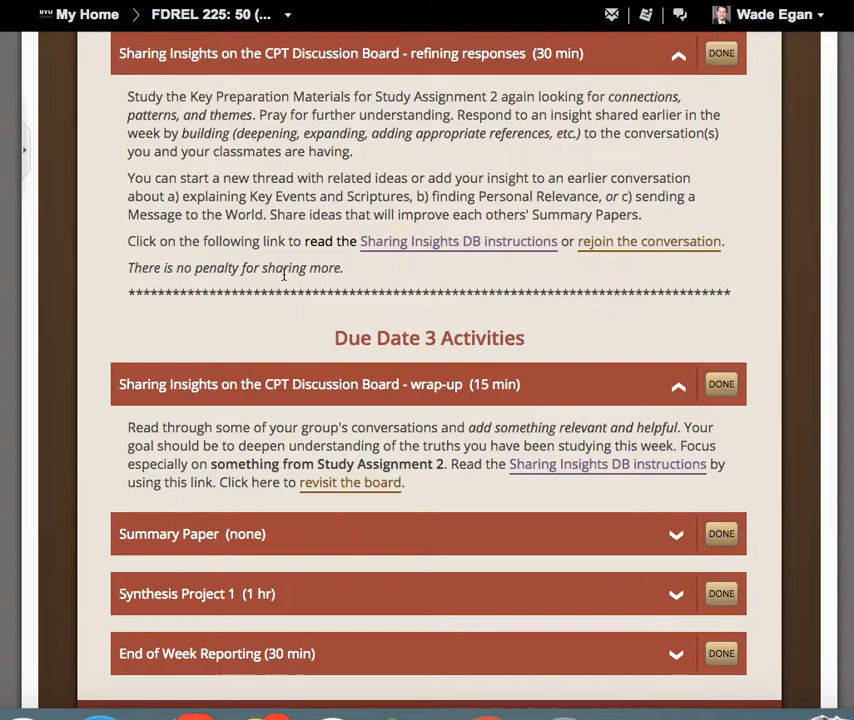 BYU My Home FDREL 225: 50 (... Wade Egan
Sharing Insights on the CPT Discussion Board - refining responses (30 min) DONE
Study the Key Preparation Materials for Study Assignment 2 again looking for connections,
patterns, and themes. Pray for further understanding. Respond to an insight shared earlier in the
week by building (deepening, expanding, adding appropriate references, etc.) to the conversation(s)
you and your classmates are having.
You can start a new thread with related ideas or add your insight to an earlier conversation
about a) explaining Key Events and Scriptures, b) finding Personal Relevance, or c) sending a
Message to the World. Share ideas that will improve each others' Summary Papers.
Click on the following link to read the Sharing Insights DB instructions or rejoin the conversation.
There is no penalty for sharing more.
*************************************************************************************
Due Date 3 Activities
Sharing Insights on the CPT Discussion Board - wrap-up (15 min) DONE
Read through some of your group's conversations and add something relevant and helpful. Your
goal should be to deepen understanding of the truths you have been studying this week. Focus
especially on something from Study Assignment 2. Read the Sharing Insights DB instructions by
using this link. Click here to revisit the board.
Summary Paper (none) DONE
Synthesis Project 1 (1 hr) DONE
End of Week Reporting (30 min) DONE